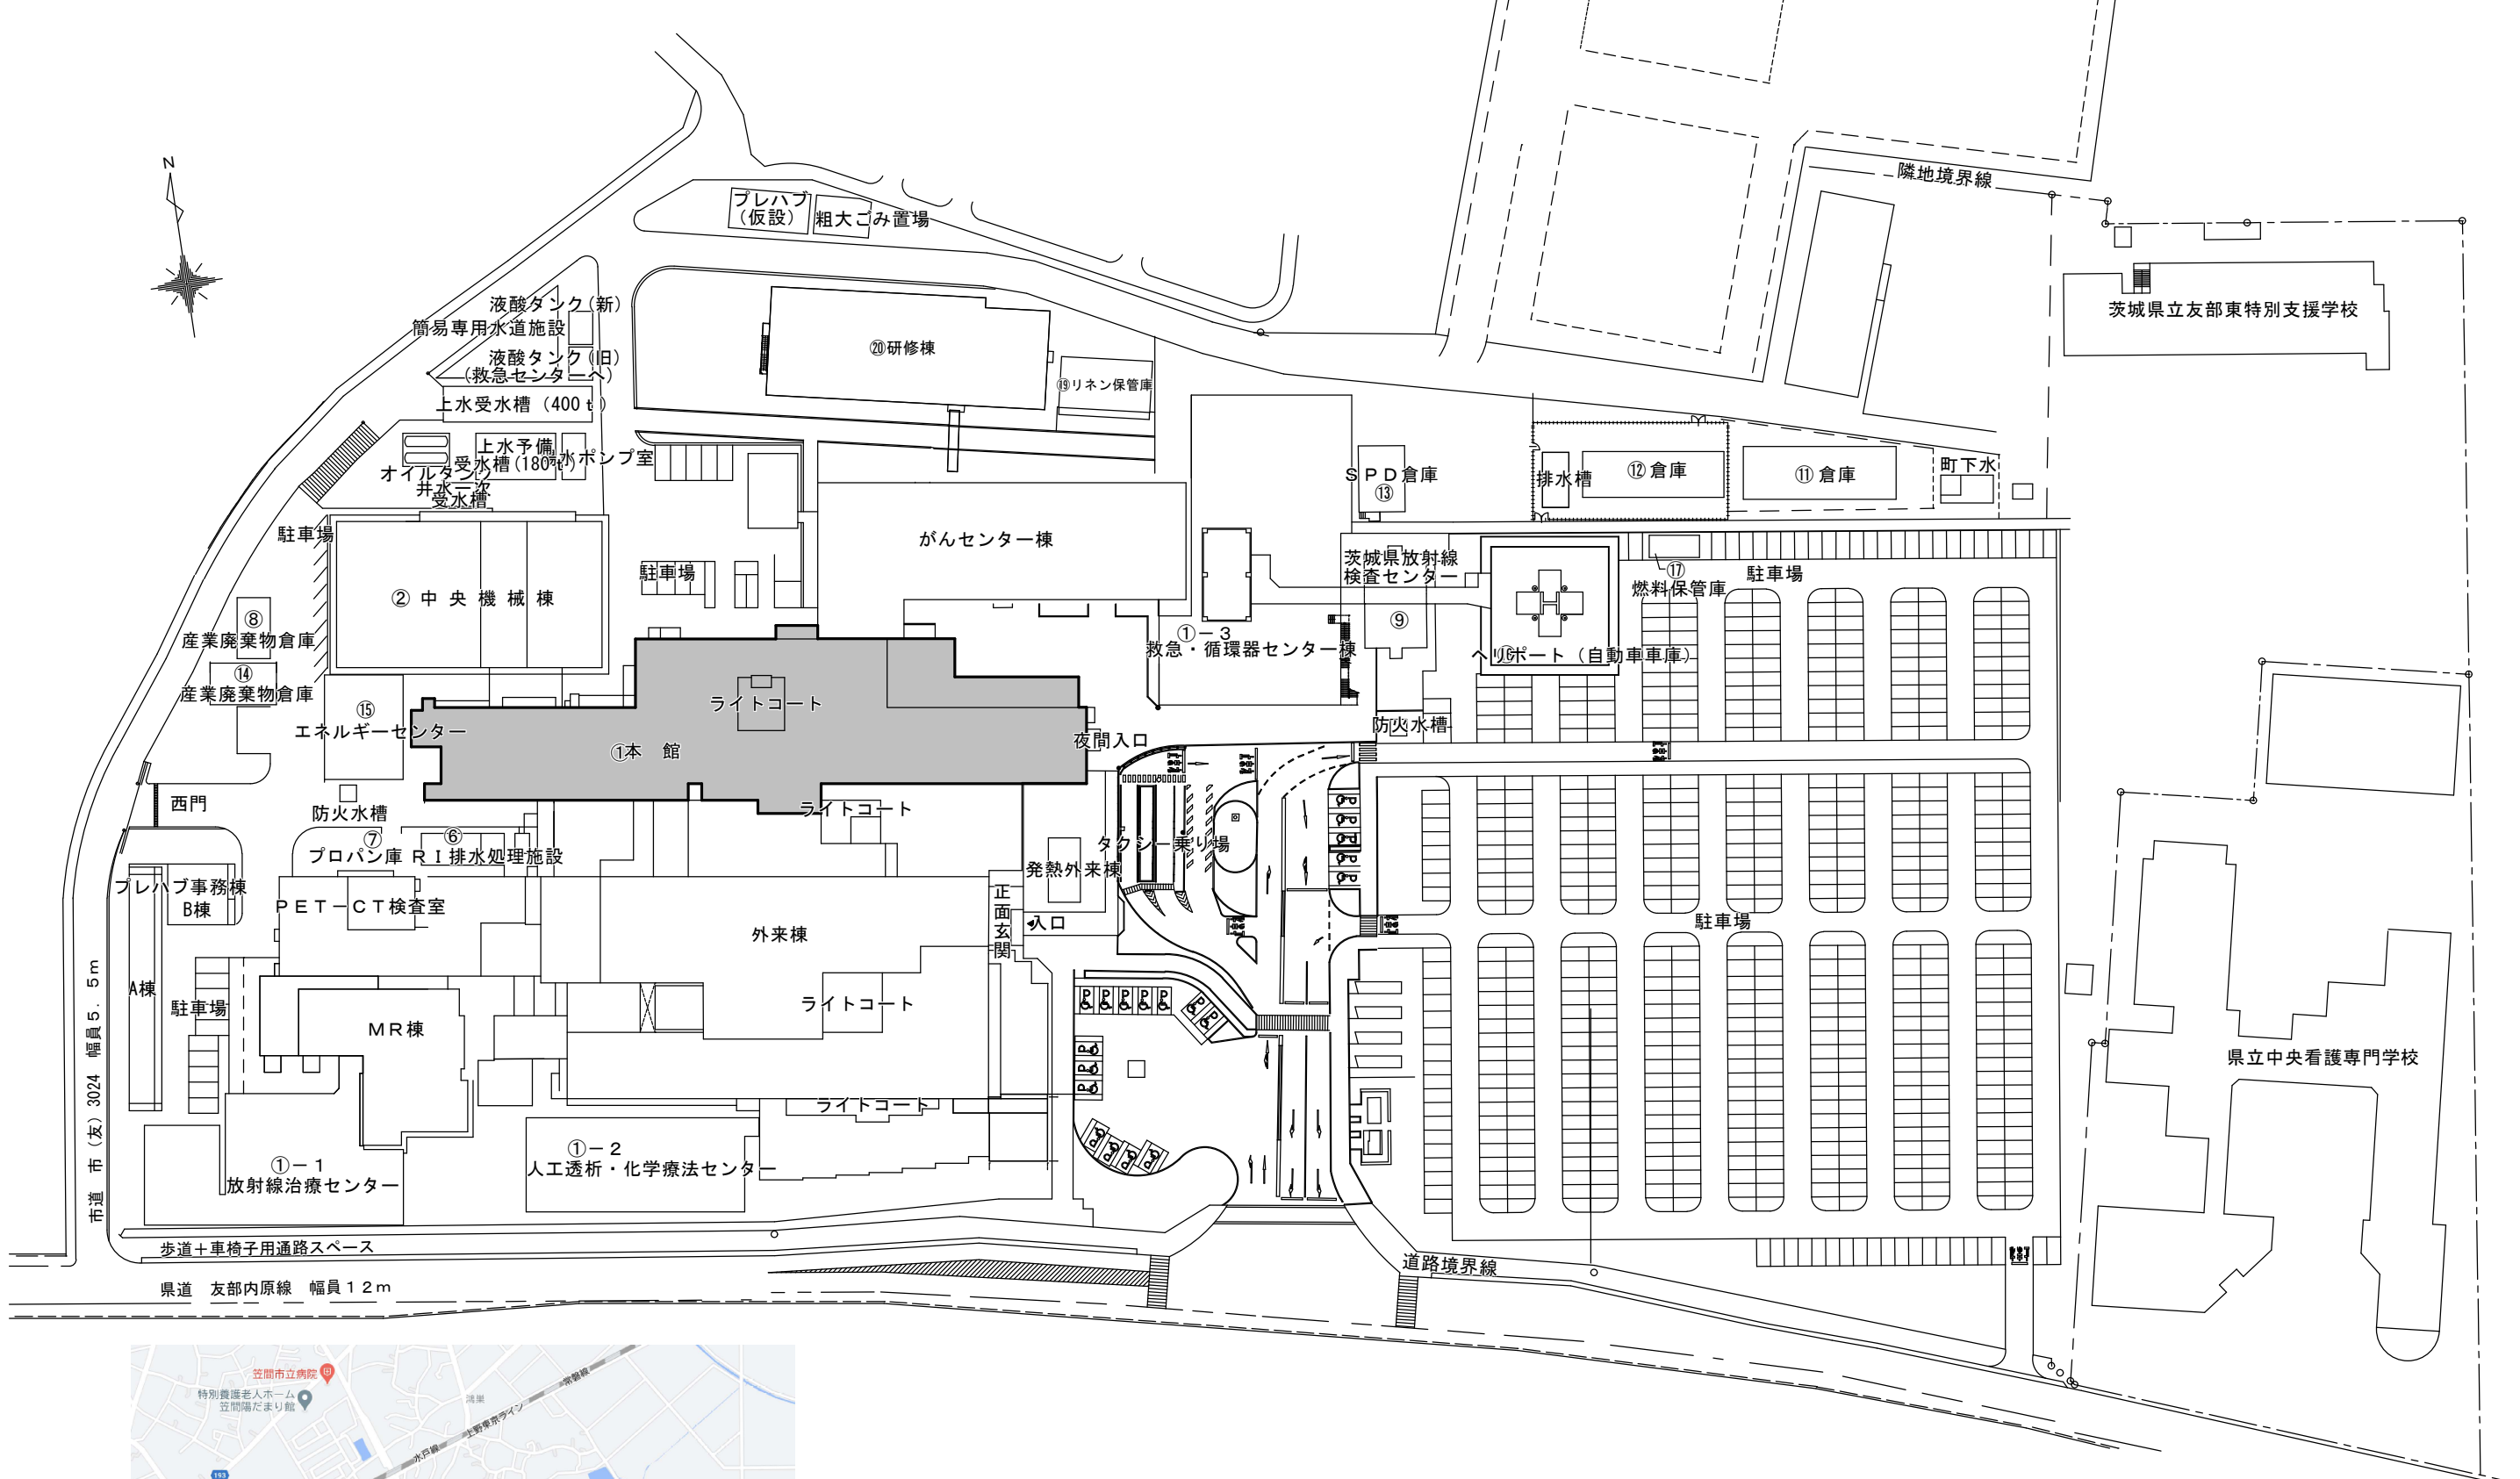 N
プレハブ
(仮設)
粗大ごみ置場
隣地境界線
茨城県立友部東特別支援学校
液酸タンク(新)
簡易専用水道施設
液酸タンク(旧)
(救急センターへ)
上水受水槽 (400t)
⑳研修棟
⑲リネン保管庫
上水予備
受水槽(180t)
水ポンプ室
オイルタンク
井水一次
受水槽
SPD倉庫
⑬
排水槽
⑫倉庫
⑪倉庫
町下水
駐車場
がんセンター棟
茨城県放射線
検査センター
⑰
燃料保管庫
駐車場
駐車場
②中央機械棟
⑧
産業廃棄物倉庫
⑨
①-3
救急・循環器センター棟
ヘリポート (自動車車庫)
⑭
産業廃棄物倉庫
⑮
エネルギーセンター
ライトコート
①本 館
夜間入口
防火水槽
西門
防火水槽
ライトコート
⑦
プロパン庫
⑥
RI排水処理施設
タクシー乗り場
発熱外来棟
プレハブ事務棟
B棟
PET-CT検査室
正面玄関
入口
外来棟
駐車場
A棟
駐車場
MR棟
ライトコート
県立中央看護専門学校
ライトコート
①-1
放射線治療センター
①-2
人工透析・化学療法センター
市道 市(友)3024 幅員5.5m
歩道+車椅子用通路スペース
県道 友部内原線 幅員12m
道路境界線
笠間市立病院
特別養護老人ホーム
笠間陽だまり館
鴻巣
常磐線
上野東京ライン
水戸線
193